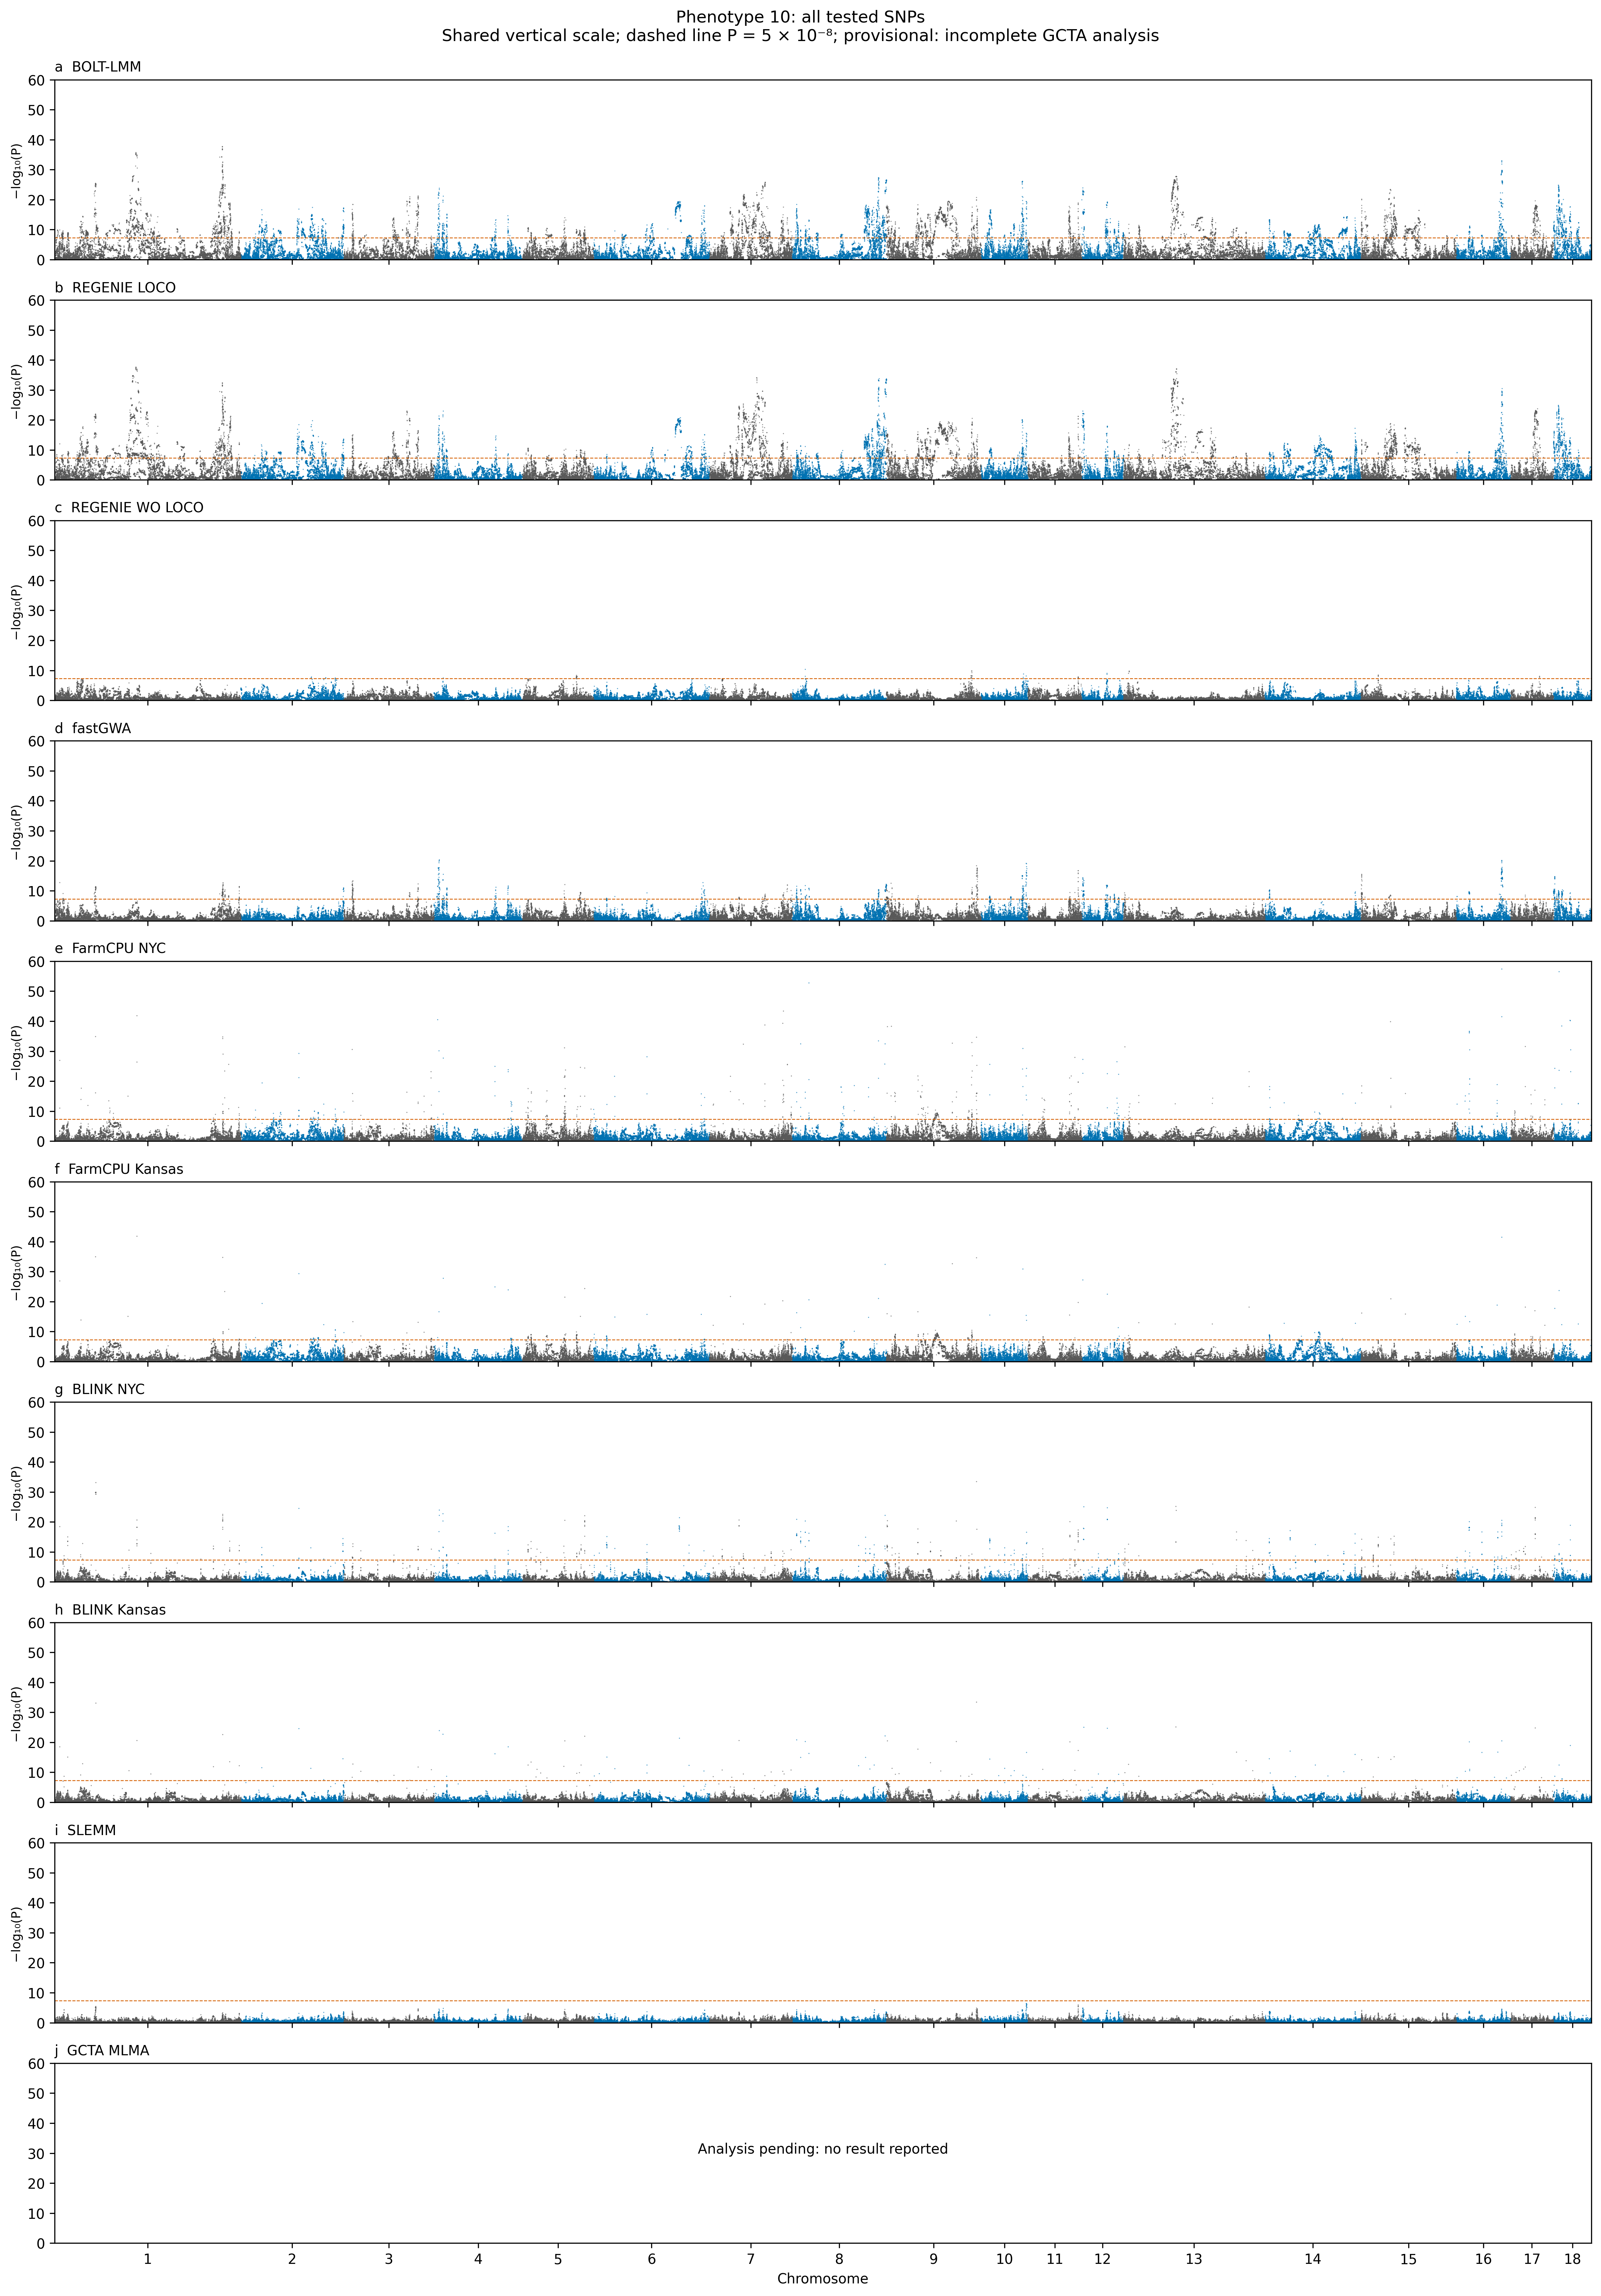 Phenotype 10: all tested SNPs
Shared vertical scale; dashed line P = 5 × 10⁻⁸; provisional: incomplete GCTA analysis
a BOLT-LMM
60
50
40
30
20
10
0
−log₁₀(P)
b REGENIE LOCO
60
50
40
30
20
10
0
−log₁₀(P)
c REGENIE WO LOCO
60
50
40
30
20
10
0
−log₁₀(P)
d fastGWA
60
50
40
30
20
10
0
−log₁₀(P)
e FarmCPU NYC
60
50
40
30
20
10
0
−log₁₀(P)
f FarmCPU Kansas
60
50
40
30
20
10
0
−log₁₀(P)
g BLINK NYC
60
50
40
30
20
10
0
−log₁₀(P)
h BLINK Kansas
60
50
40
30
20
10
0
−log₁₀(P)
i SLEMM
60
50
40
30
20
10
0
−log₁₀(P)
j GCTA MLMA
60
50
40
30
20
10
0
−log₁₀(P)
Analysis pending: no result reported
1 2 3 4 5 6 7 8 9 10 11 12 13 14 15 16 17 18
Chromosome